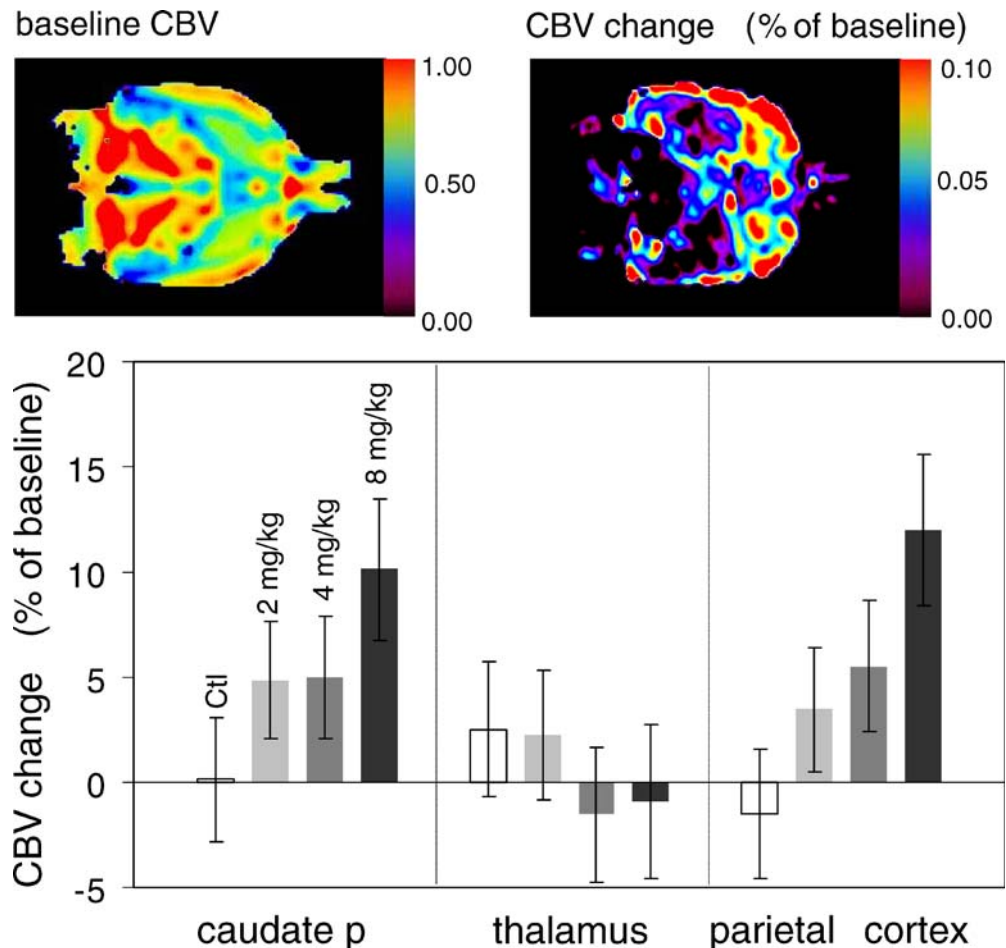 baseline CBV
CBV change (% of baseline)
1.00
0.50
0.00
0.10
0.05
0.00
CBV change (% of baseline)
20
15
10
5
0
-5
Ctl
2 mg/kg
4 mg/kg
8 mg/kg
caudate p
thalamus
parietal cortex